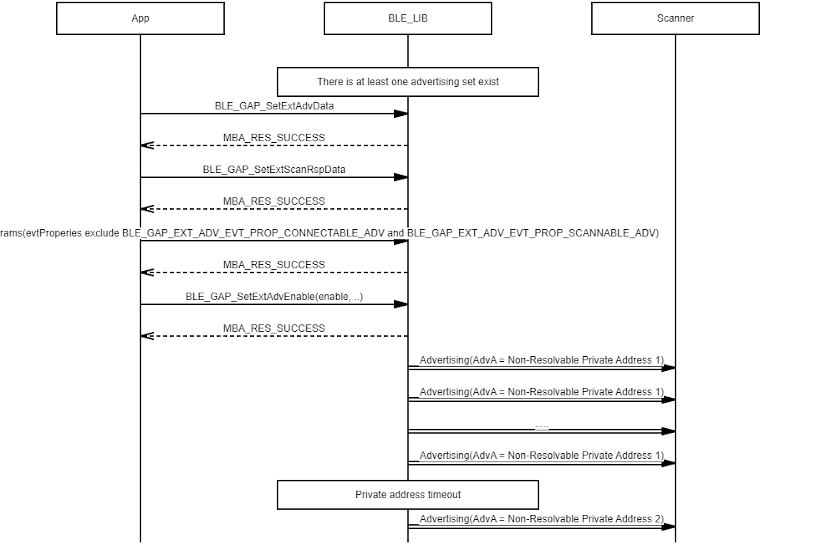 App
BLE_LIB
Scanner
There is at least one advertising set exist
BLE_GAP_SetExtAdvData
MBA_RES_SUCCESS
BLE_GAP_SetExtScanRspData
MBA_RES_SUCCESS
rams(evtProperies exclude BLE_GAP_EXT_ADV_EVT_PROP_CONNECTABLE_ADV and BLE_GAP_EXT_ADV_EVT_PROP_SCANNABLE_ADV)
MBA_RES_SUCCESS
BLE_GAP_SetExtAdvEnable(enable, ..)
MBA_RES_SUCCESS
Advertising(AdvA = Non-Resolvable Private Address 1)
Advertising(AdvA = Non-Resolvable Private Address 1)
.....
Advertising(AdvA = Non-Resolvable Private Address 1)
Private address timeout
Advertising(AdvA = Non-Resolvable Private Address 2)